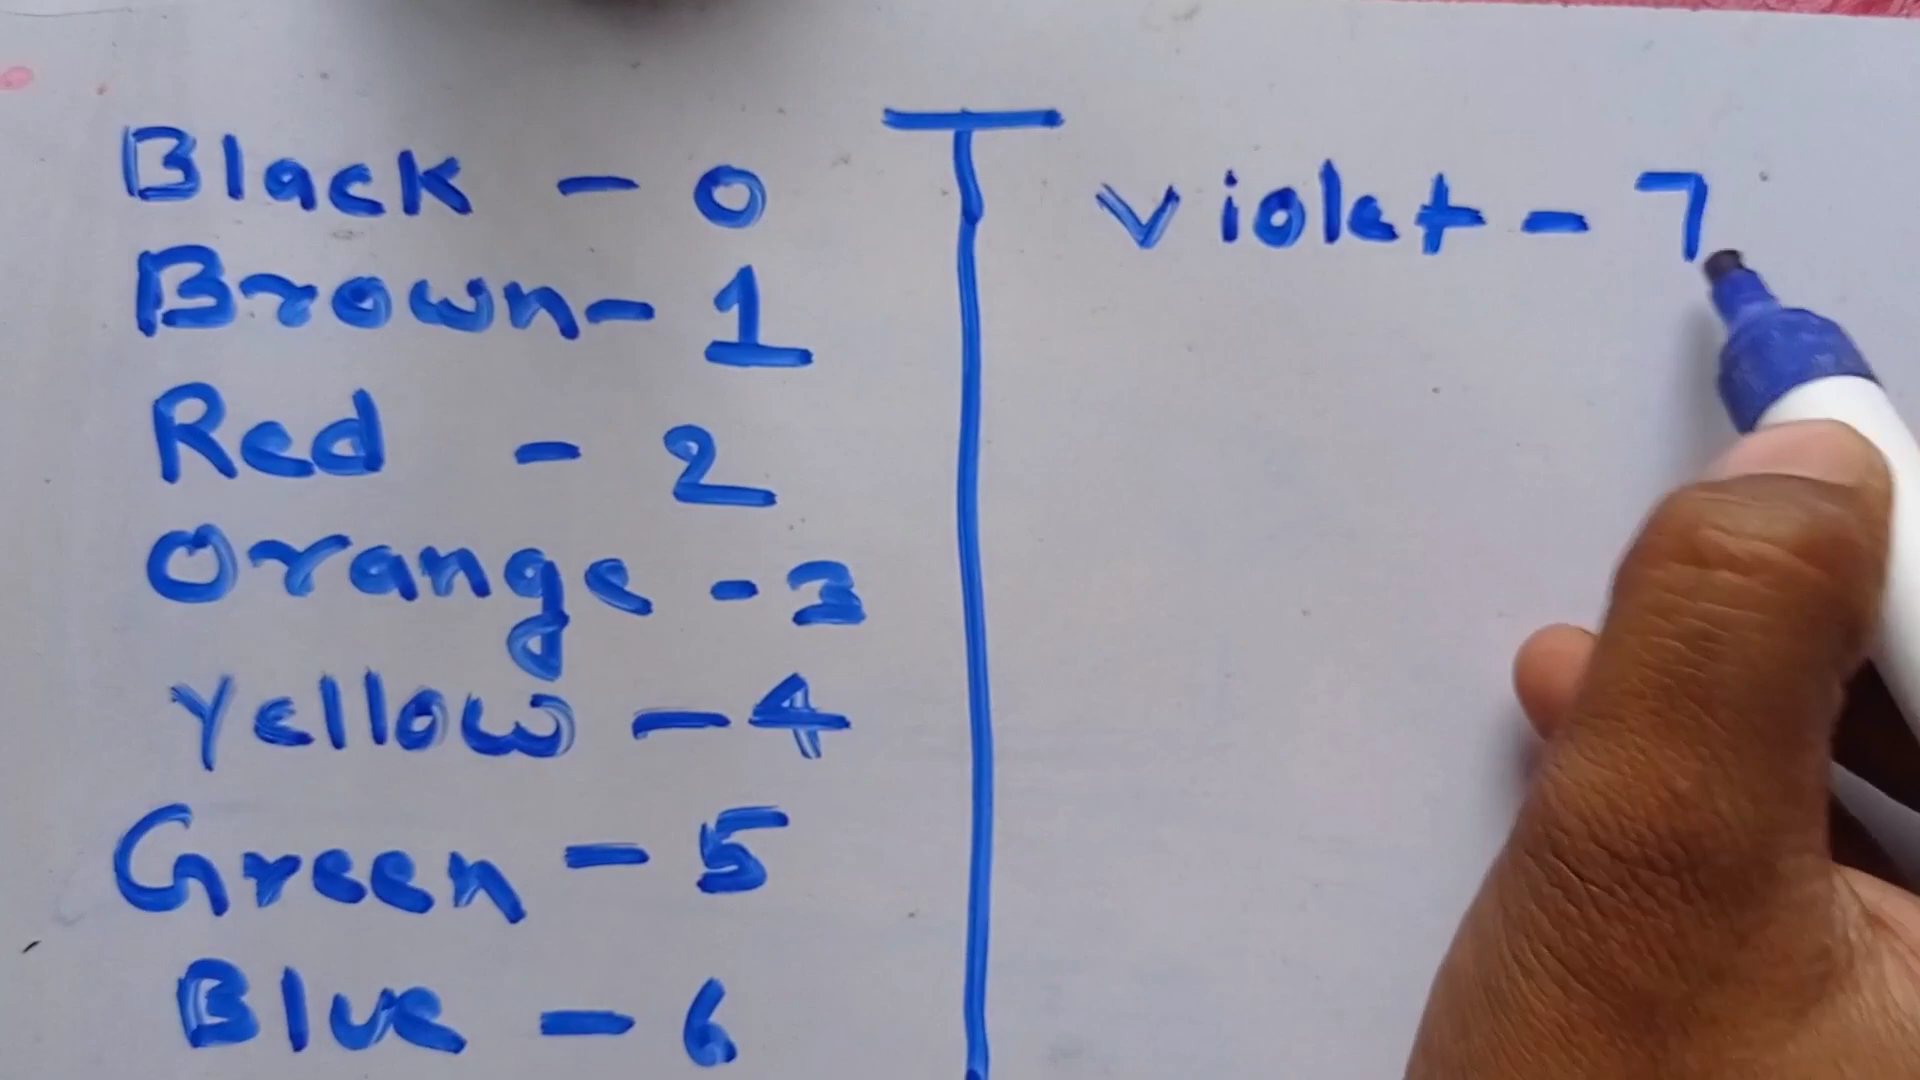 Black - 0
Brown - 1
Red - 2
Orange - 3
Yellow - 4
Green - 5
Blue - 6
violet - 7